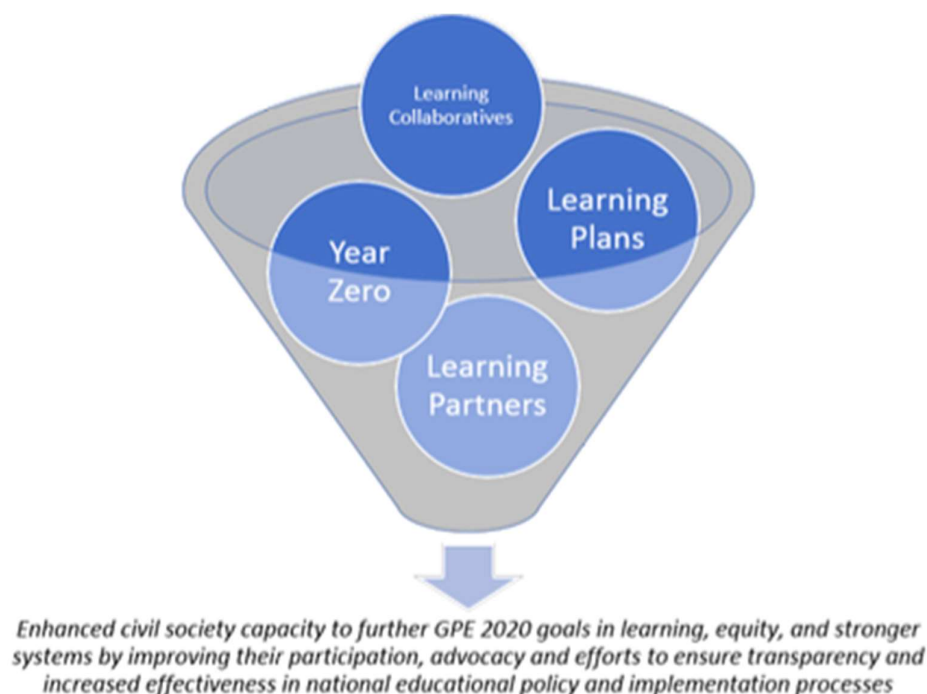 Learning
Collaboratives
Learning
Plans
Year
Zero
Learning
Partners
Enhanced civil society capacity to further GPE 2020 goals in learning, equity, and stronger
systems by improving their participation, advocacy and efforts to ensure transparency and
increased effectiveness in national educational policy and implementation processes